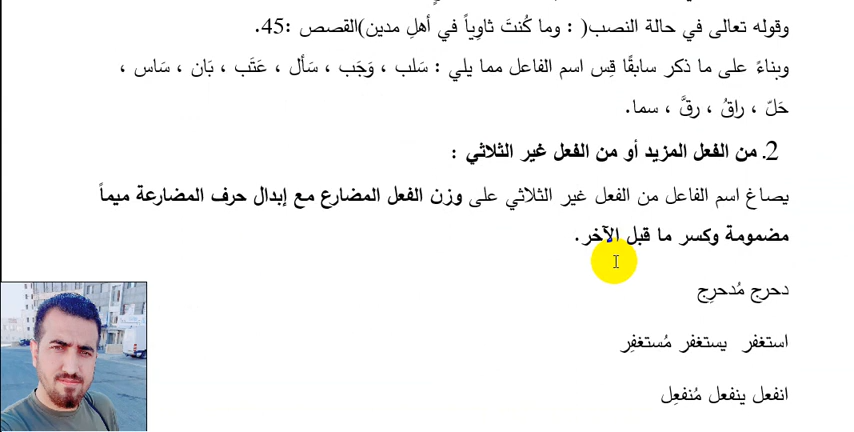 وقوله تعالى في حالة النصب( : وما كُنتَ ثاوِياً في أهلِ مدين)القصص :45.
وبناءً على ما ذكر سابقًا قِس اسم الفاعل مما يلي : سَلب ، وَجَب ، سَأل ، عَتَب ، بَان ، سَاس ،
حَلّ ، راقُ ، رقَّ ، سما.
2. من الفعل المزيد أو من الفعل غير الثلاثي :
يصاغ اسم الفاعل من الفعل غير الثلاثي على وزن الفعل المضارع مع إبدال حرف المضارعة ميماً
مضمومة وكسر ما قبل الآخر.
دحرج مُدحرِج
استغفر يستغفر مُستغفِر
انفعل ينفعل مُنفعِل